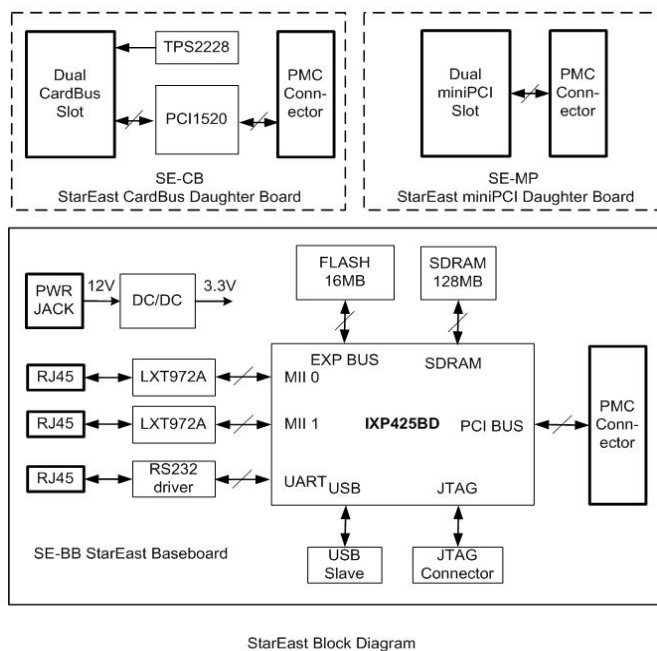 Dual
CardBus
Slot
TPS2228
PCI1520
PMC
Conn-
ector
SE-CB
StarEast CardBus Daughter Board
Dual
miniPCI
Slot
PMC
Conn-
ector
SE-MP
StarEast miniPCI Daughter Board
PWR
JACK
12V
DC/DC
3.3V
FLASH
16MB
SDRAM
128MB
EXP BUS
SDRAM
RJ45
LXT972A
MII 0
RJ45
LXT972A
MII 1
IXP425BD
PCI BUS
PMC
Conn-
ector
RJ45
RS232
driver
UART
USB
JTAG
SE-BB StarEast Baseboard
USB
Slave
JTAG
Connector
StarEast Block Diagram